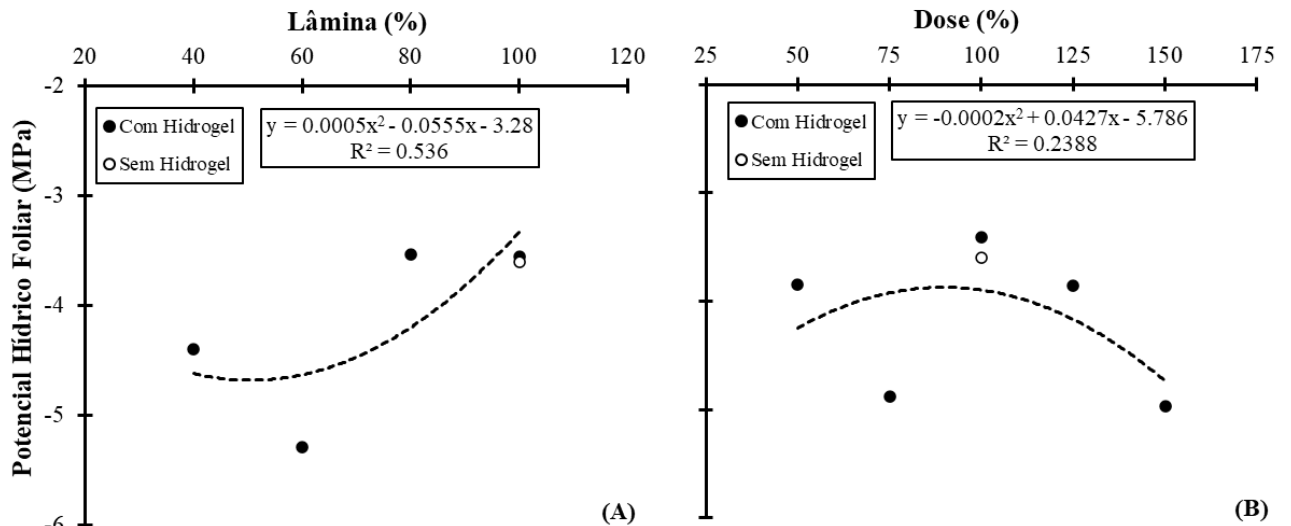 Lâmina (%)
20 40 60 80 100 120
Dose (%)
25 50 75 100 125 150 175
Potencial Hídrico Foliar (MPa)
-2
-3
-4
-5
-6
Com Hidrogel
Sem Hidrogel
y = 0.0005x² - 0.0555x - 3.28
R² = 0.536
(A)
Com Hidrogel
Sem Hidrogel
y = -0.0002x² + 0.0427x - 5.786
R² = 0.2388
(B)